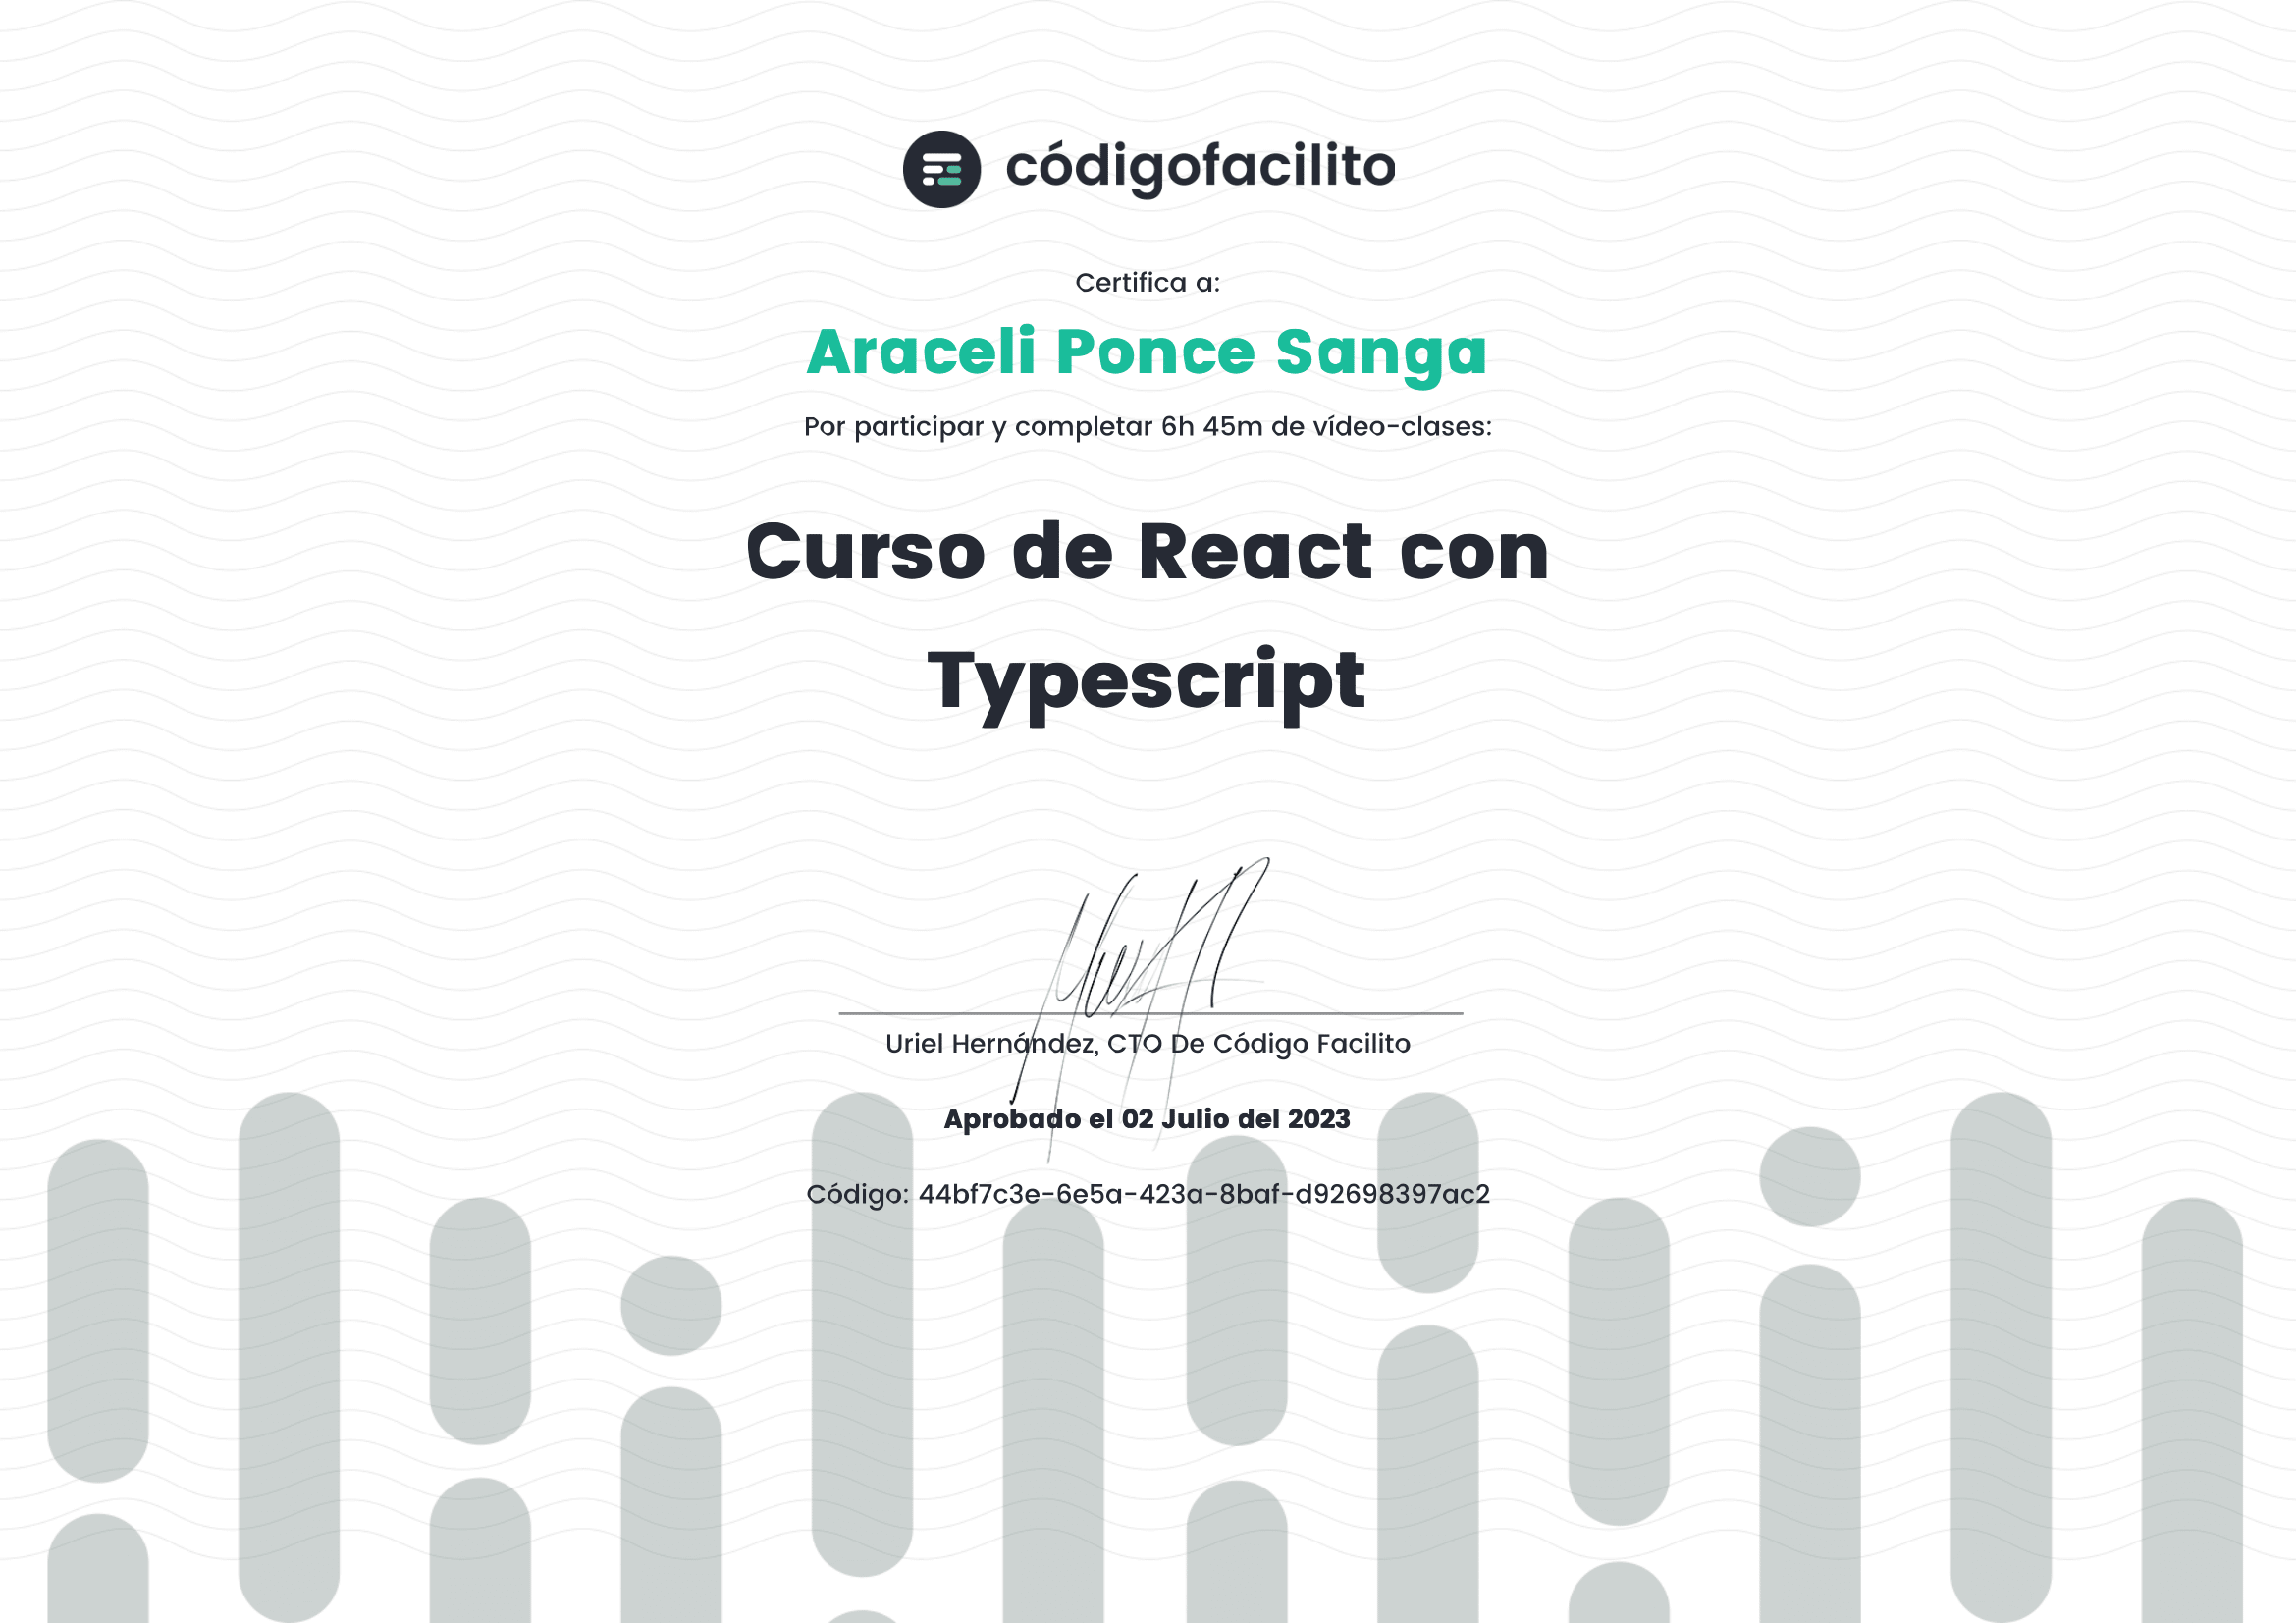 códigofacilito
Certifica a:
Araceli Ponce Sanga
Por participar y completar 6h 45m de vídeo-clases:
Curso de React con
Typescript
Uriel Hernández, CTO De Código Facilito
Aprobado el 02 Julio del 2023
Código: 44bf7c3e-6e5a-423a-8baf-d92698397ac2